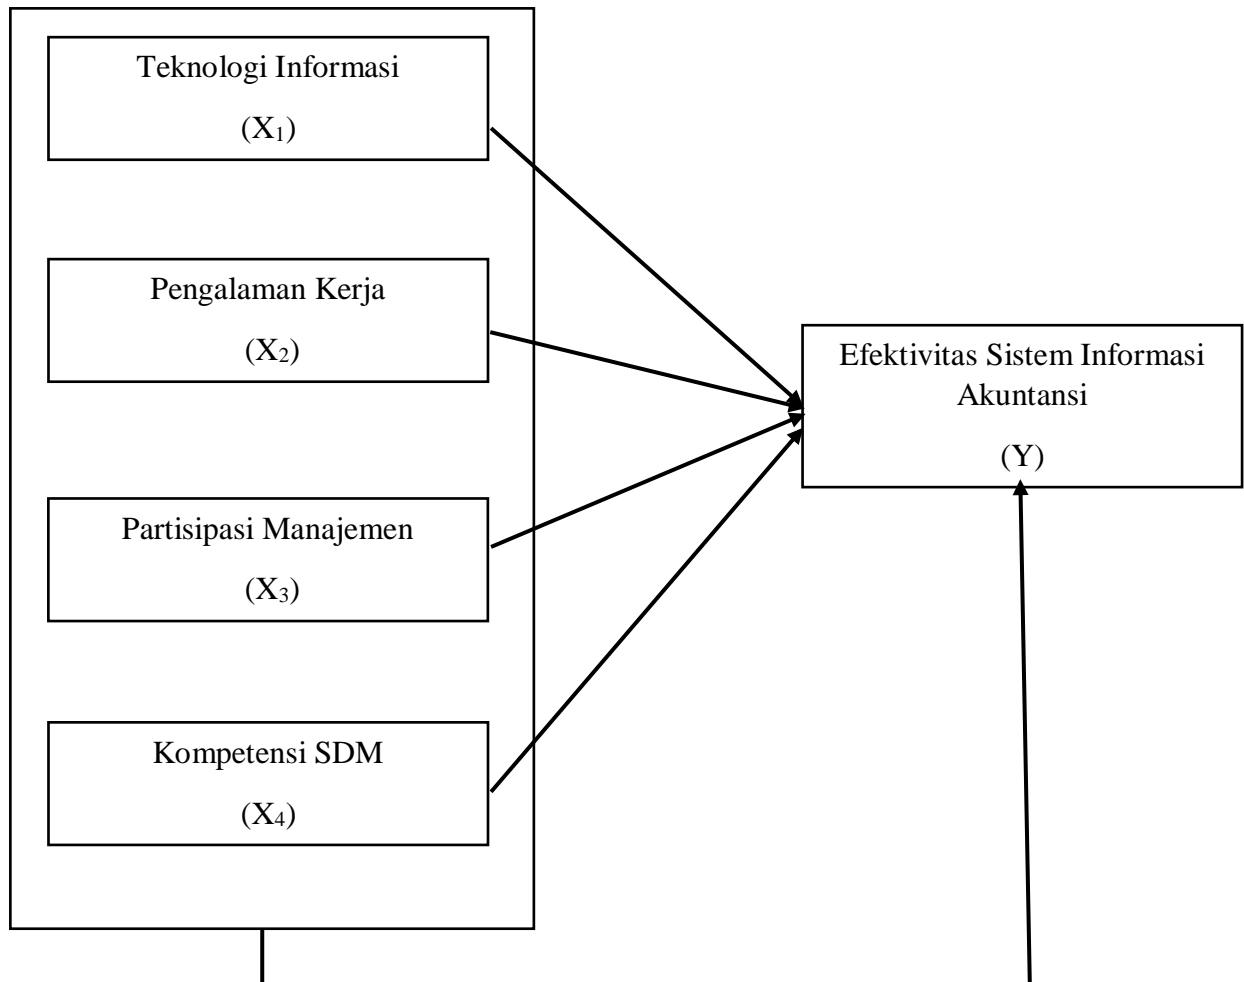 Teknologi Informasi
(X₁)
Pengalaman Kerja
(X₂)
Partisipasi Manajemen
(X₃)
Kompetensi SDM
(X₄)
Efektivitas Sistem Informasi
Akuntansi
(Y)